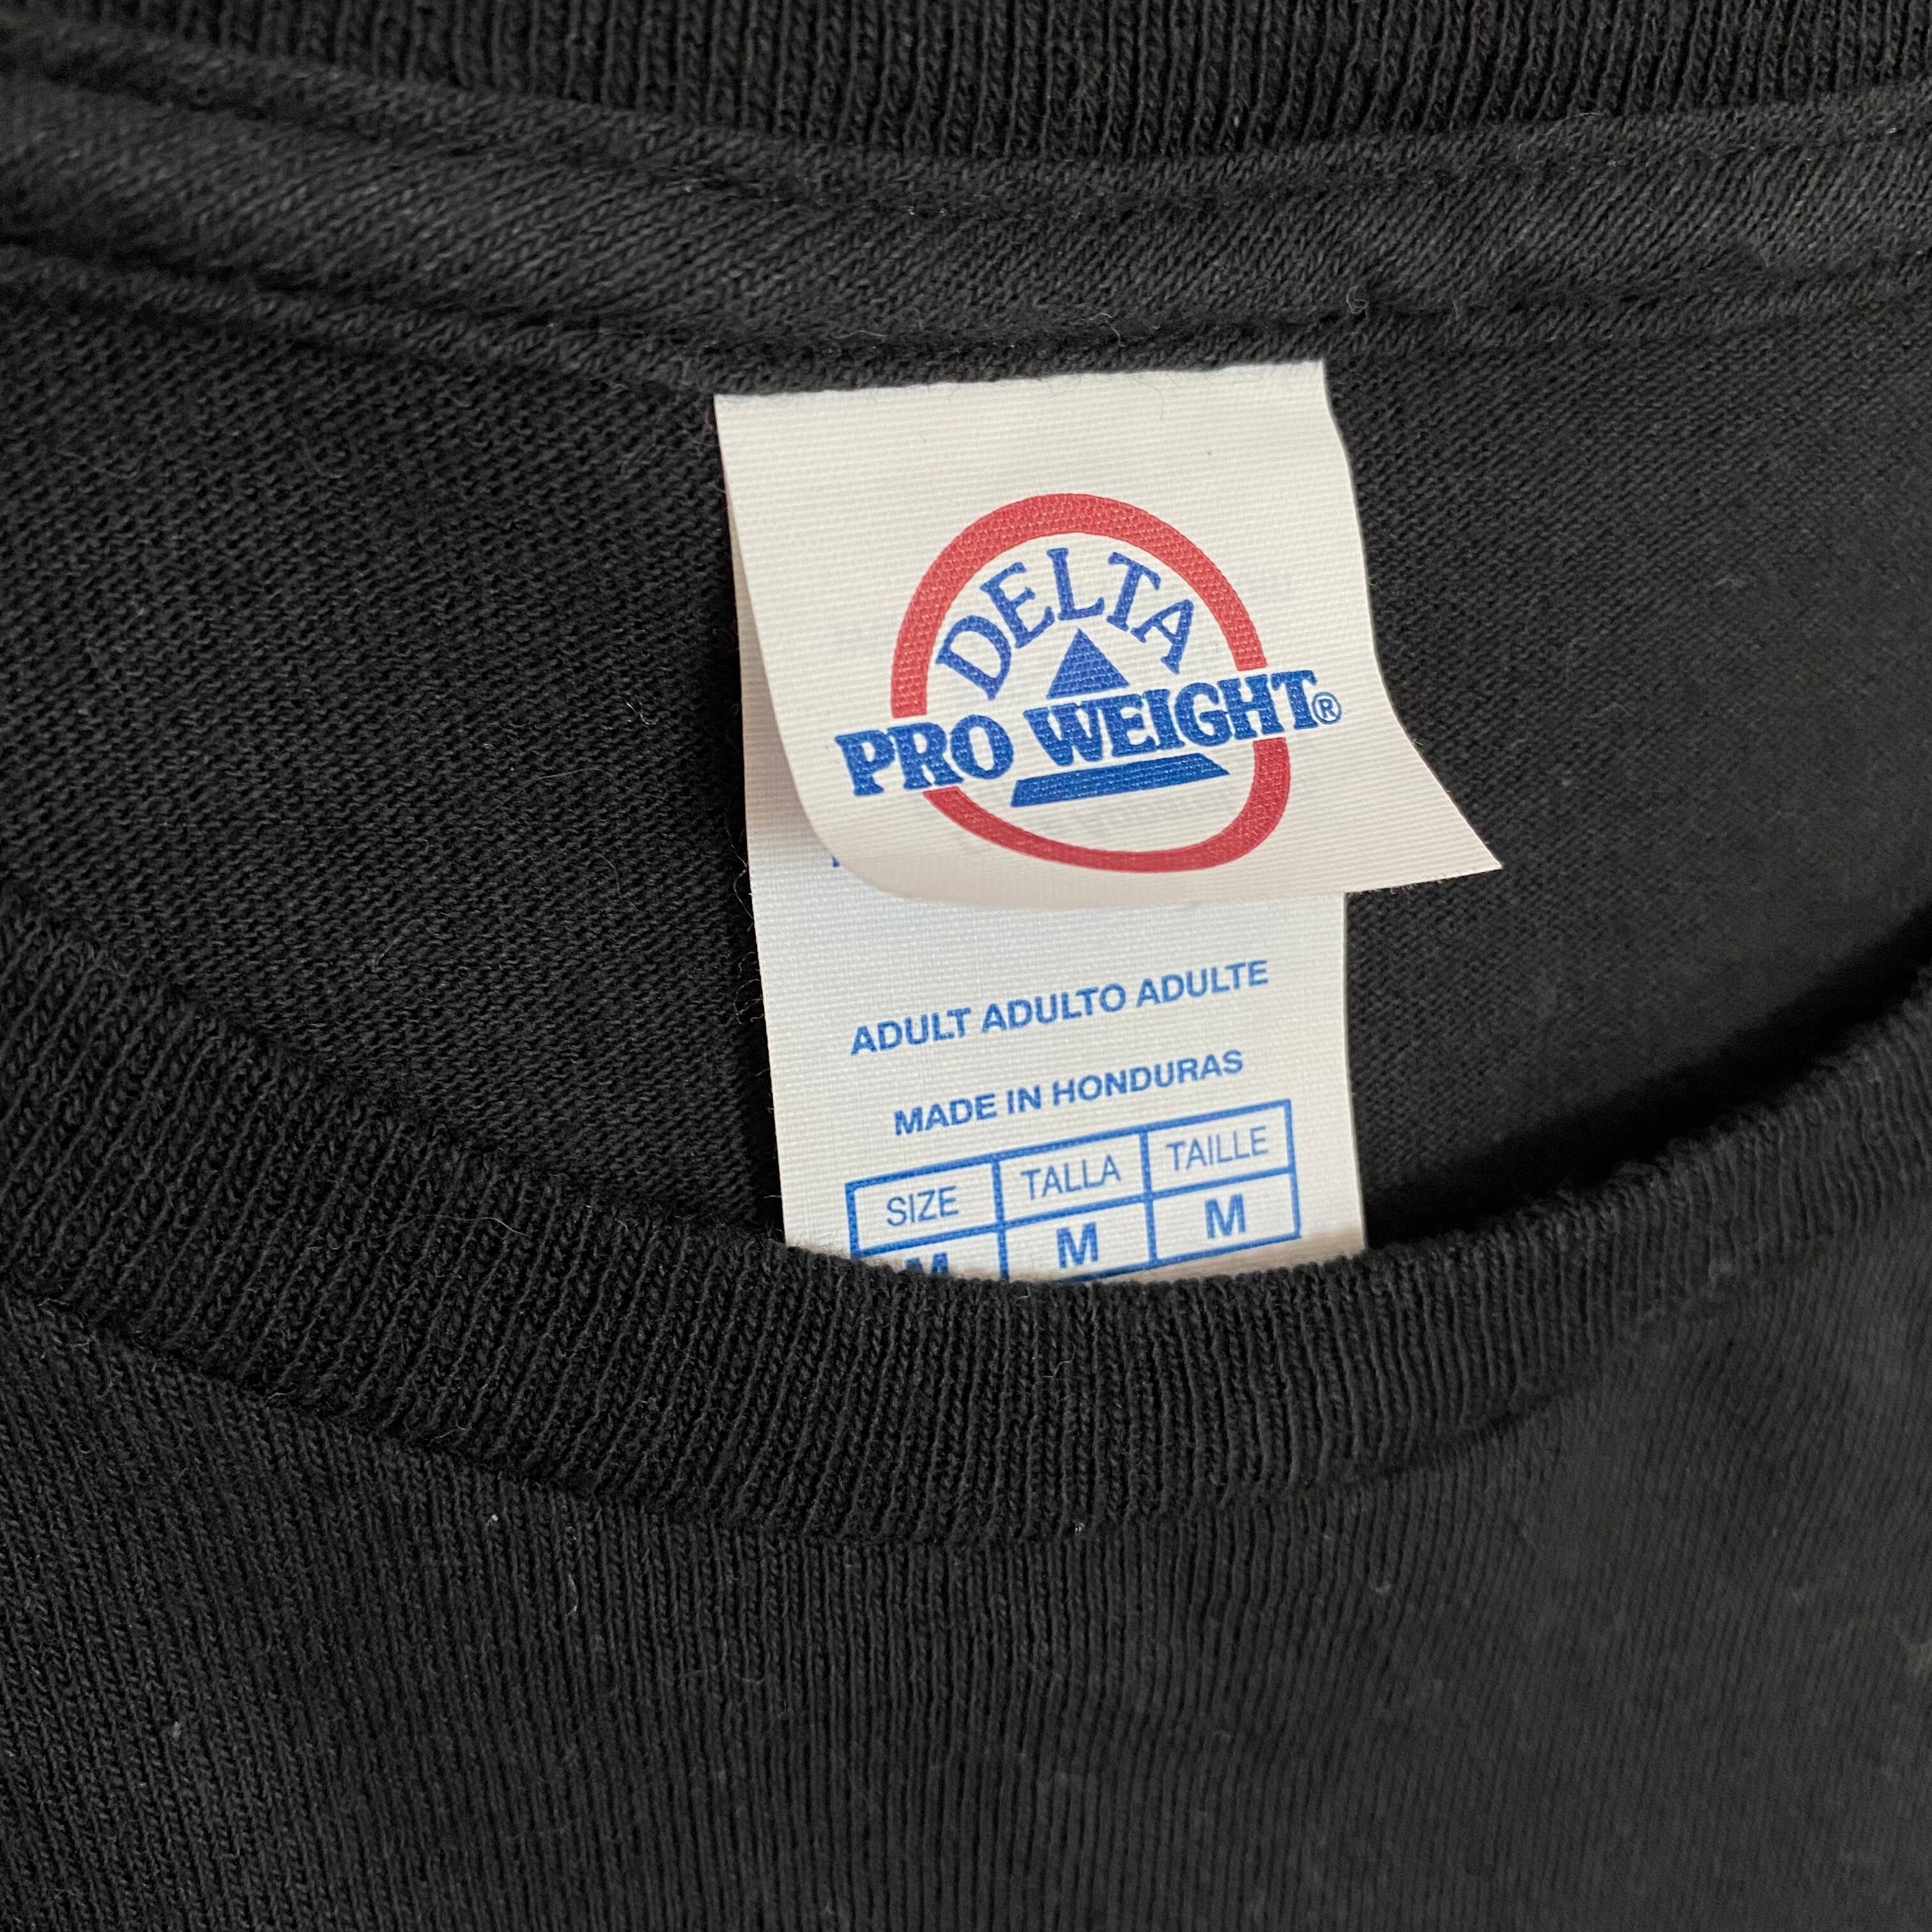 DELTA
PRO WEIGHT®
ADULT ADULTO ADULTE
MADE IN HONDURAS
SIZE TALLA TAILLE
M M M